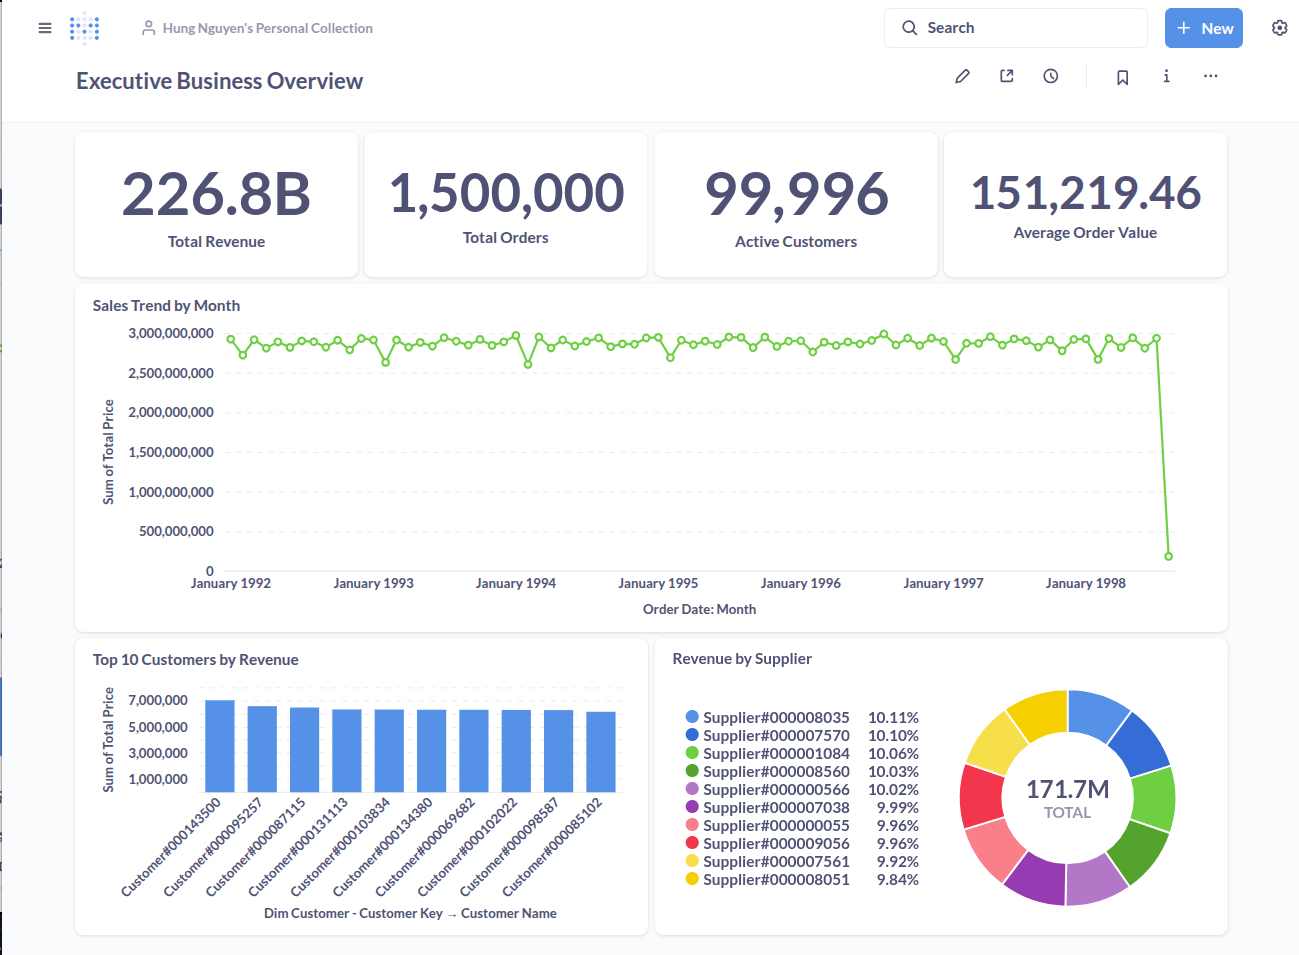 Hung Nguyen's Personal Collection
Search
New
Executive Business Overview
226.8B
Total Revenue
1,500,000
Total Orders
99,996
Active Customers
151,219.46
Average Order Value
Sales Trend by Month
3,000,000,000
2,500,000,000
2,000,000,000
1,500,000,000
1,000,000,000
500,000,000
0
Sum of Total Price
January 1992
January 1993
January 1994
January 1995
January 1996
January 1997
January 1998
Order Date: Month
Top 10 Customers by Revenue
7,000,000
5,000,000
3,000,000
1,000,000
Sum of Total Price
Customer#000143500
Customer#000095257
Customer#000087115
Customer#000131113
Customer#000103834
Customer#000134380
Customer#000069682
Customer#000102022
Customer#000098587
Customer#000085102
Dim Customer - Customer Key → Customer Name
Revenue by Supplier
Supplier#000008035 10.11%
Supplier#000007570 10.10%
Supplier#000001084 10.06%
Supplier#000008560 10.03%
Supplier#000000566 10.02%
Supplier#000007038 9.99%
Supplier#000000055 9.96%
Supplier#000009056 9.96%
Supplier#000007561 9.92%
Supplier#000008051 9.84%
171.7M
TOTAL